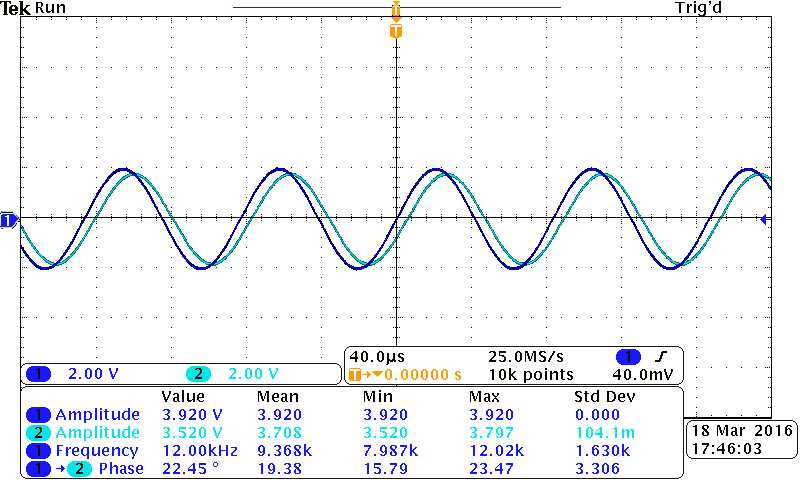 Tek Run Trig'd
T
T
1
40.0µs 25.0MS/s 1 ƒ
1 2.00 V 2 2.00 V T→▼0.00000 s 10k points 40.0mV
Value Mean Min Max Std Dev
1 Amplitude 3.920 V 3.920 3.920 3.920 0.000
2 Amplitude 3.520 V 3.708 3.520 3.797 104.1m
1 Frequency 12.00kHz 9.368k 7.987k 12.02k 1.630k
1 →2 Phase 22.45 ° 19.38 15.79 23.47 3.306
18 Mar 2016
17:46:03